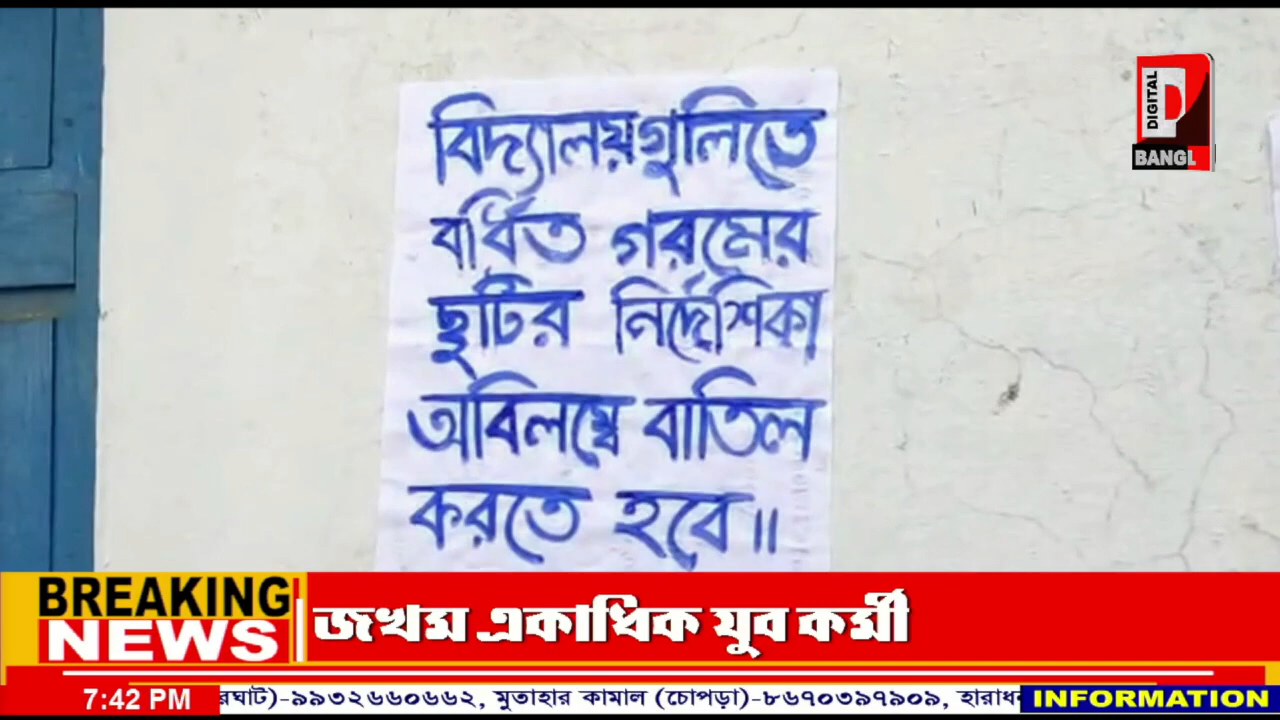 DIGITAL
BANGL
বিদ্যালয়গুলিতে
বর্ধিত গরমের
ছুটির নির্দেশিকা
অবিলম্বে বাতিল
করতে হবে॥
BREAKING
NEWS
জখম একাধিক যুব কর্মী
7:42 PM
রঘাট)-৯৯৩২৬৬০৬৬২, মুতাহার কামাল (চোপড়া)-৮৬৭০৩৯৭৯০৯, হারাধ
INFORMATION